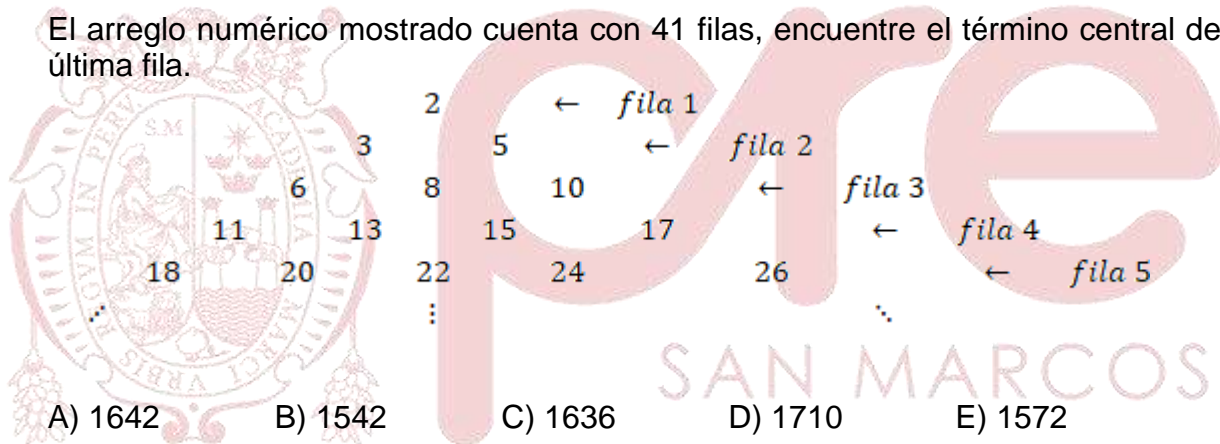 El arreglo numérico mostrado cuenta con 41 filas, encuentre el término central de
última fila.
2 ← fila 1
3 5 ← fila 2
6 8 10 ← fila 3
11 13 15 17 ← fila 4
18 20 22 24 26 ← fila 5
⋰ ⋮ ⋱
A) 1642 B) 1542 C) 1636 D) 1710 E) 1572
pre
SAN MARCOS